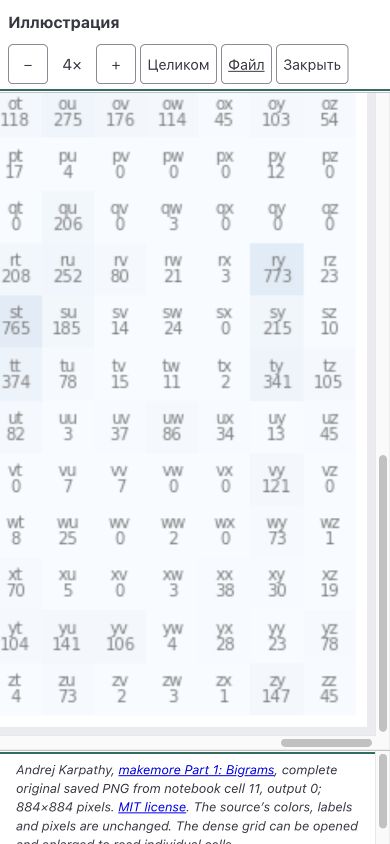 Иллюстрация
− 4× + Целиком Файл Закрыть
ot ou ov ow ox oy oz
118 275 176 114 45 103 54
pt pu pv pw px py pz
17 4 0 0 0 12 0
qt qu qv qw qx qy qz
0 206 0 3 0 0 0
rt ru rv rw rx ry rz
208 252 80 21 3 773 23
st su sv sw sx sy sz
765 185 14 24 0 215 10
tt tu tv tw tx ty tz
374 78 15 11 2 341 105
ut uu uv uw ux uy uz
82 3 37 86 34 13 45
vt vu vv vw vx vy vz
0 7 7 0 0 121 0
wt wu wv ww wx wy wz
8 25 0 2 0 73 1
xt xu xv xw xx xy xz
70 5 0 3 38 30 19
yt yu yv yw yx yy yz
104 141 106 4 28 23 78
zt zu zv zw zx zy zz
4 73 2 3 1 147 45
Andrej Karpathy, makemore Part 1: Bigrams, complete
original saved PNG from notebook cell 11, output 0;
884×884 pixels. MIT license. The source’s colors, labels
and pixels are unchanged. The dense grid can be opened
and enlarged to read individual cells.